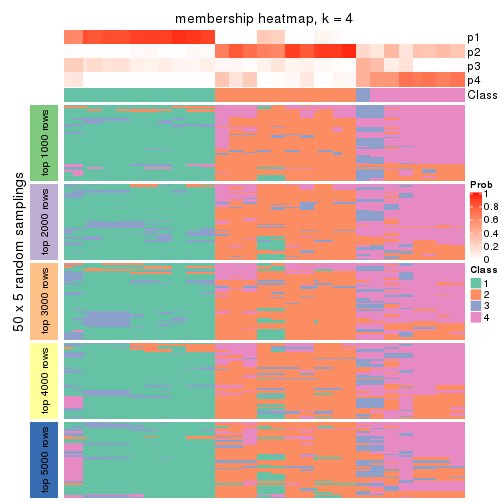 membership heatmap, k = 4
p1
p2
p3
p4
Class
50 x 5 random samplings
top 1000 rows
top 2000 rows
top 3000 rows
top 4000 rows
top 5000 rows
Prob
1
0.8
0.6
0.4
0.2
0
Class
1
2
3
4